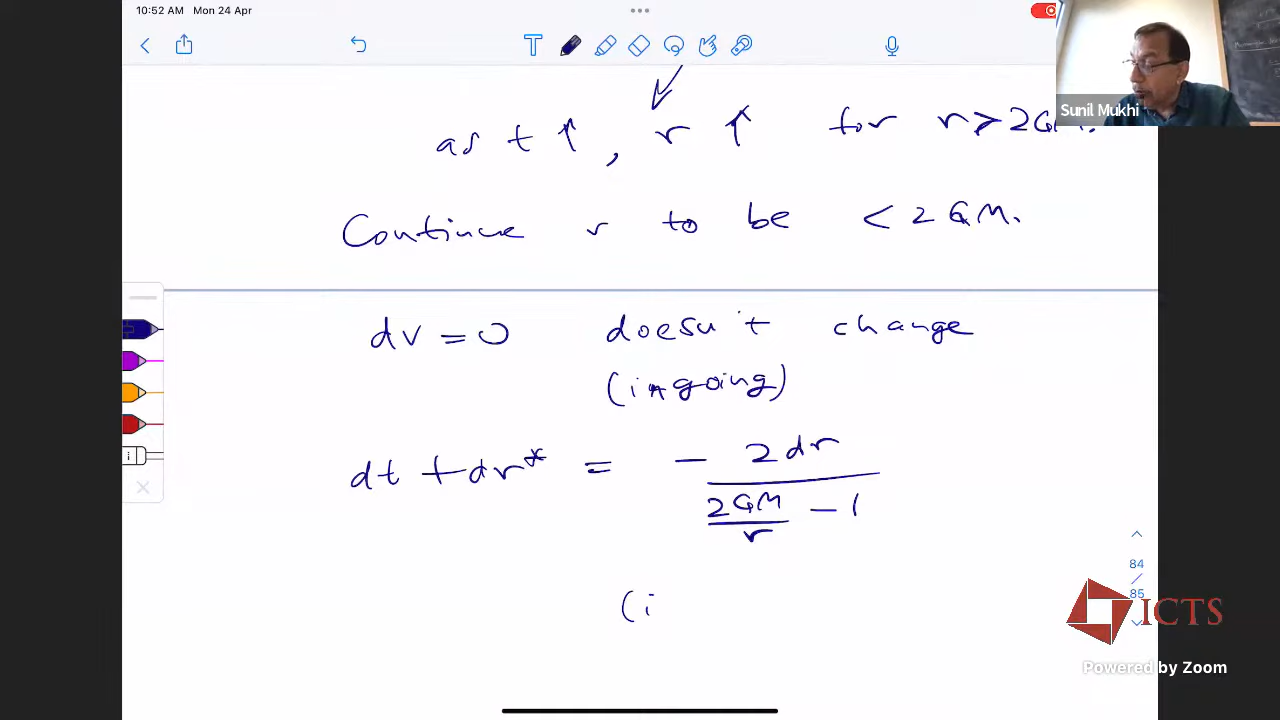 10:52 AM Mon 24 Apr
Sunil Mukhi
as t ↑, r ↑ for r > 2GM.
Continue r to be < 2GM.
dv = 0 doesn't change
(ingoing)
dt + dr* = - 2dr / (2GM/r - 1)
(i
84
/
85
ICTS
Powered by Zoom